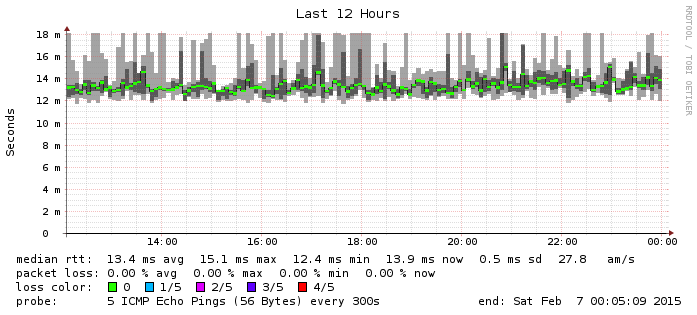 Last 12 Hours
RRDTOOL / TOBI OETIKER
Seconds
18 m
16 m
14 m
12 m
10 m
8 m
6 m
4 m
2 m
0
14:00 16:00 18:00 20:00 22:00 00:00
median rtt: 13.4 ms avg 15.1 ms max 12.4 ms min 13.9 ms now 0.5 ms sd 27.8 am/s
packet loss: 0.00 % avg 0.00 % max 0.00 % min 0.00 % now
loss color: 0 1/5 2/5 3/5 4/5
probe: 5 ICMP Echo Pings (56 Bytes) every 300s end: Sat Feb 7 00:05:09 2015